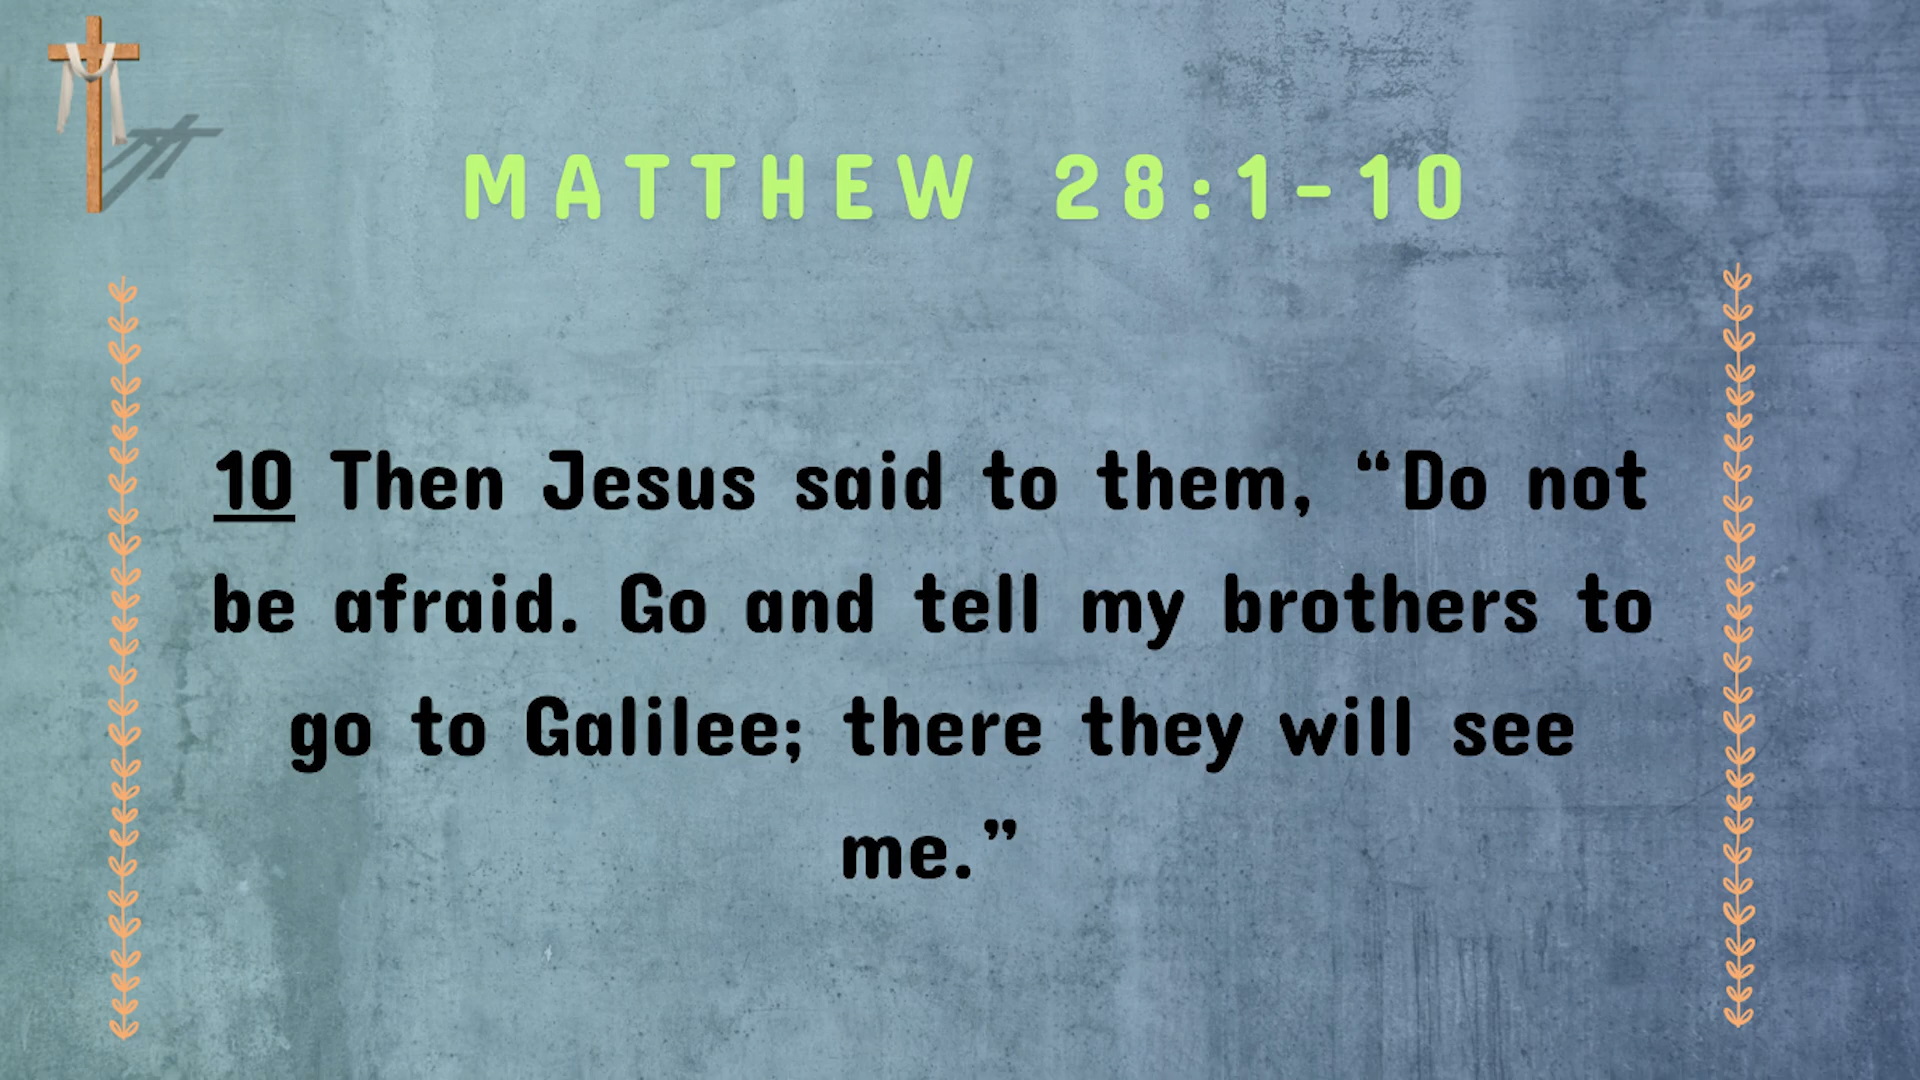 MATTHEW 28:1-10
10 Then Jesus said to them, “Do not
be afraid. Go and tell my brothers to
go to Galilee; there they will see
me.”